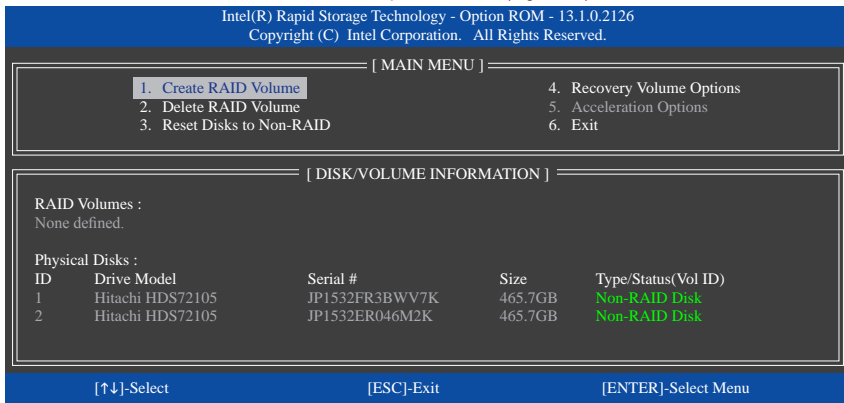 Intel(R) Rapid Storage Technology - Option ROM - 13.1.0.2126
Copyright (C) Intel Corporation. All Rights Reserved.
[ MAIN MENU ]
1. Create RAID Volume
2. Delete RAID Volume
3. Reset Disks to Non-RAID
4. Recovery Volume Options
5. Acceleration Options
6. Exit
[ DISK/VOLUME INFORMATION ]
RAID Volumes :
None defined.
Physical Disks :
ID Drive Model Serial # Size Type/Status(Vol ID)
1 Hitachi HDS72105 JP1532FR3BWV7K 465.7GB Non-RAID Disk
2 Hitachi HDS72105 JP1532ER046M2K 465.7GB Non-RAID Disk
[↑↓]-Select [ESC]-Exit [ENTER]-Select Menu